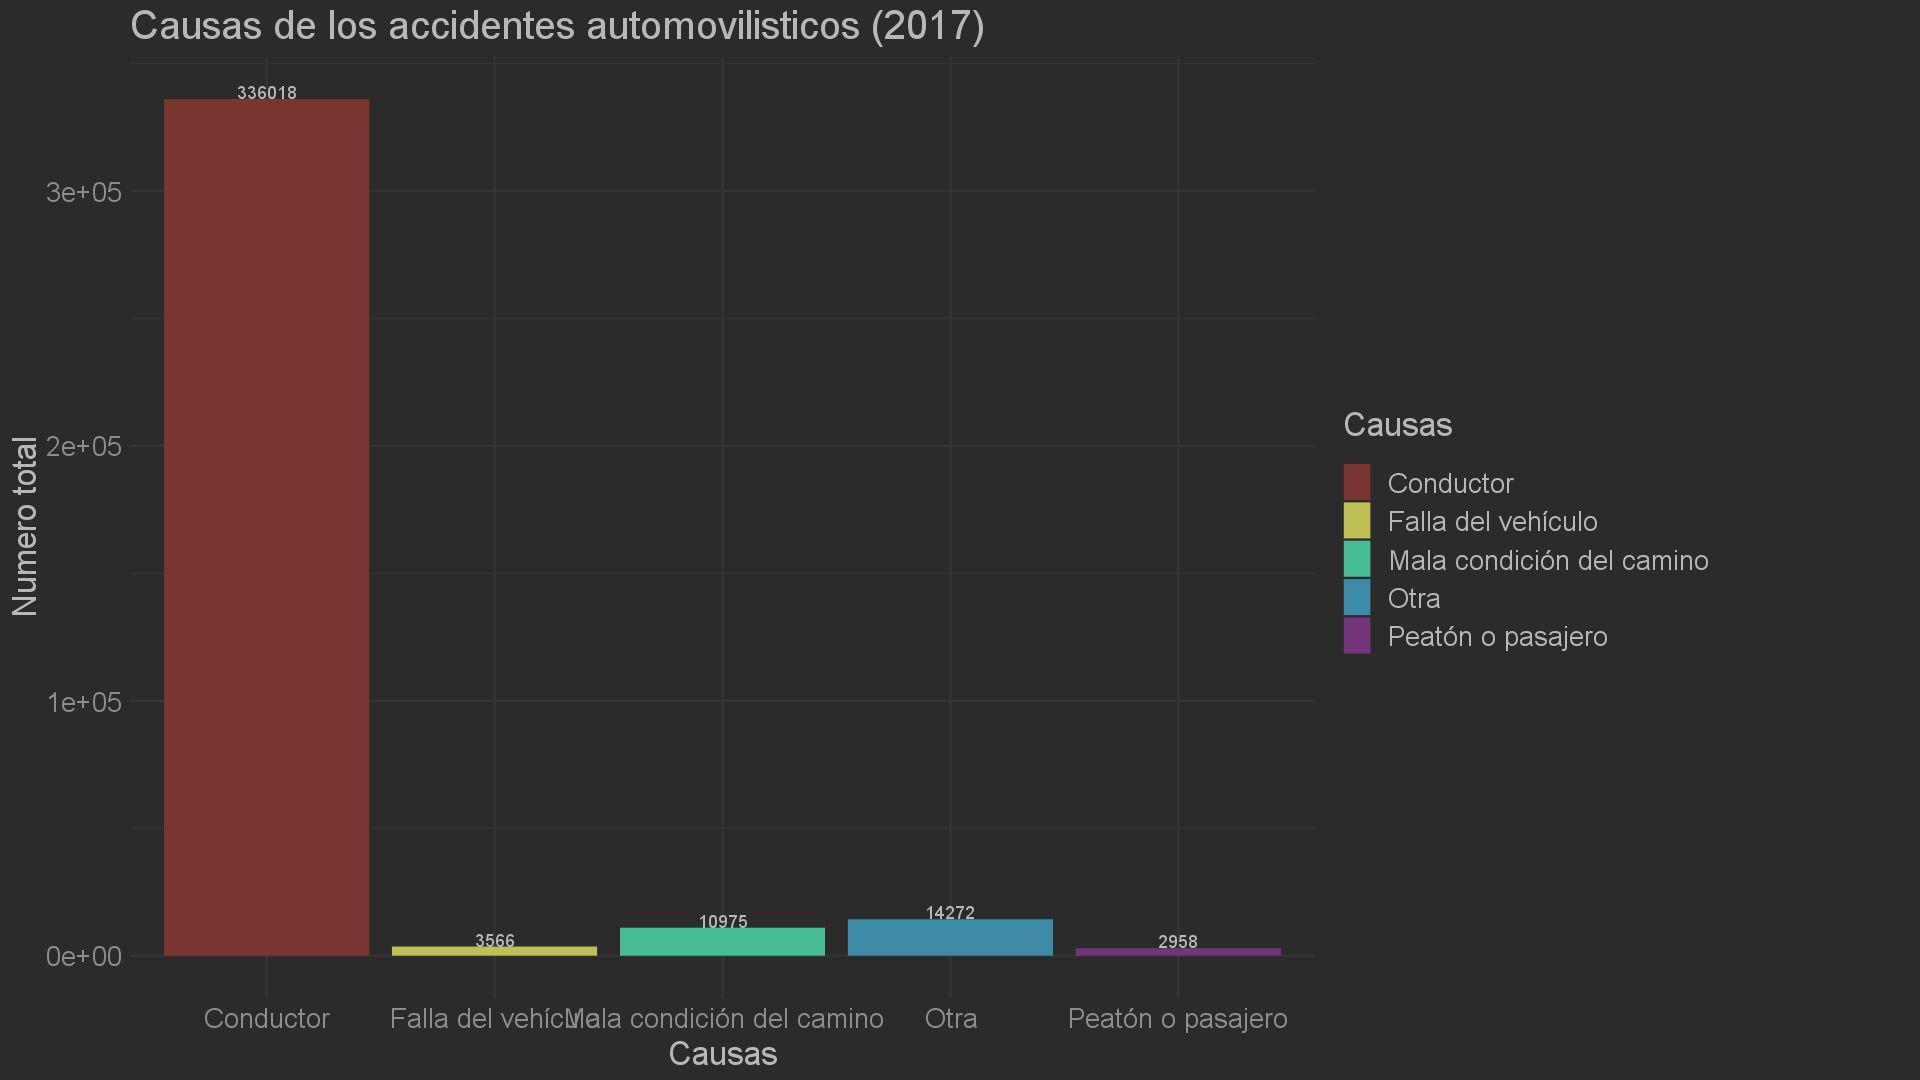 Causas de los accidentes automovilisticos (2017)
336018
3e+05
2e+05
1e+05
0e+00
Numero total
3566
10975
14272
2958
Conductor
Falla del vehículo
Mala condición del camino
Otra
Peatón o pasajero
Causas
Causas
Conductor
Falla del vehículo
Mala condición del camino
Otra
Peatón o pasajero